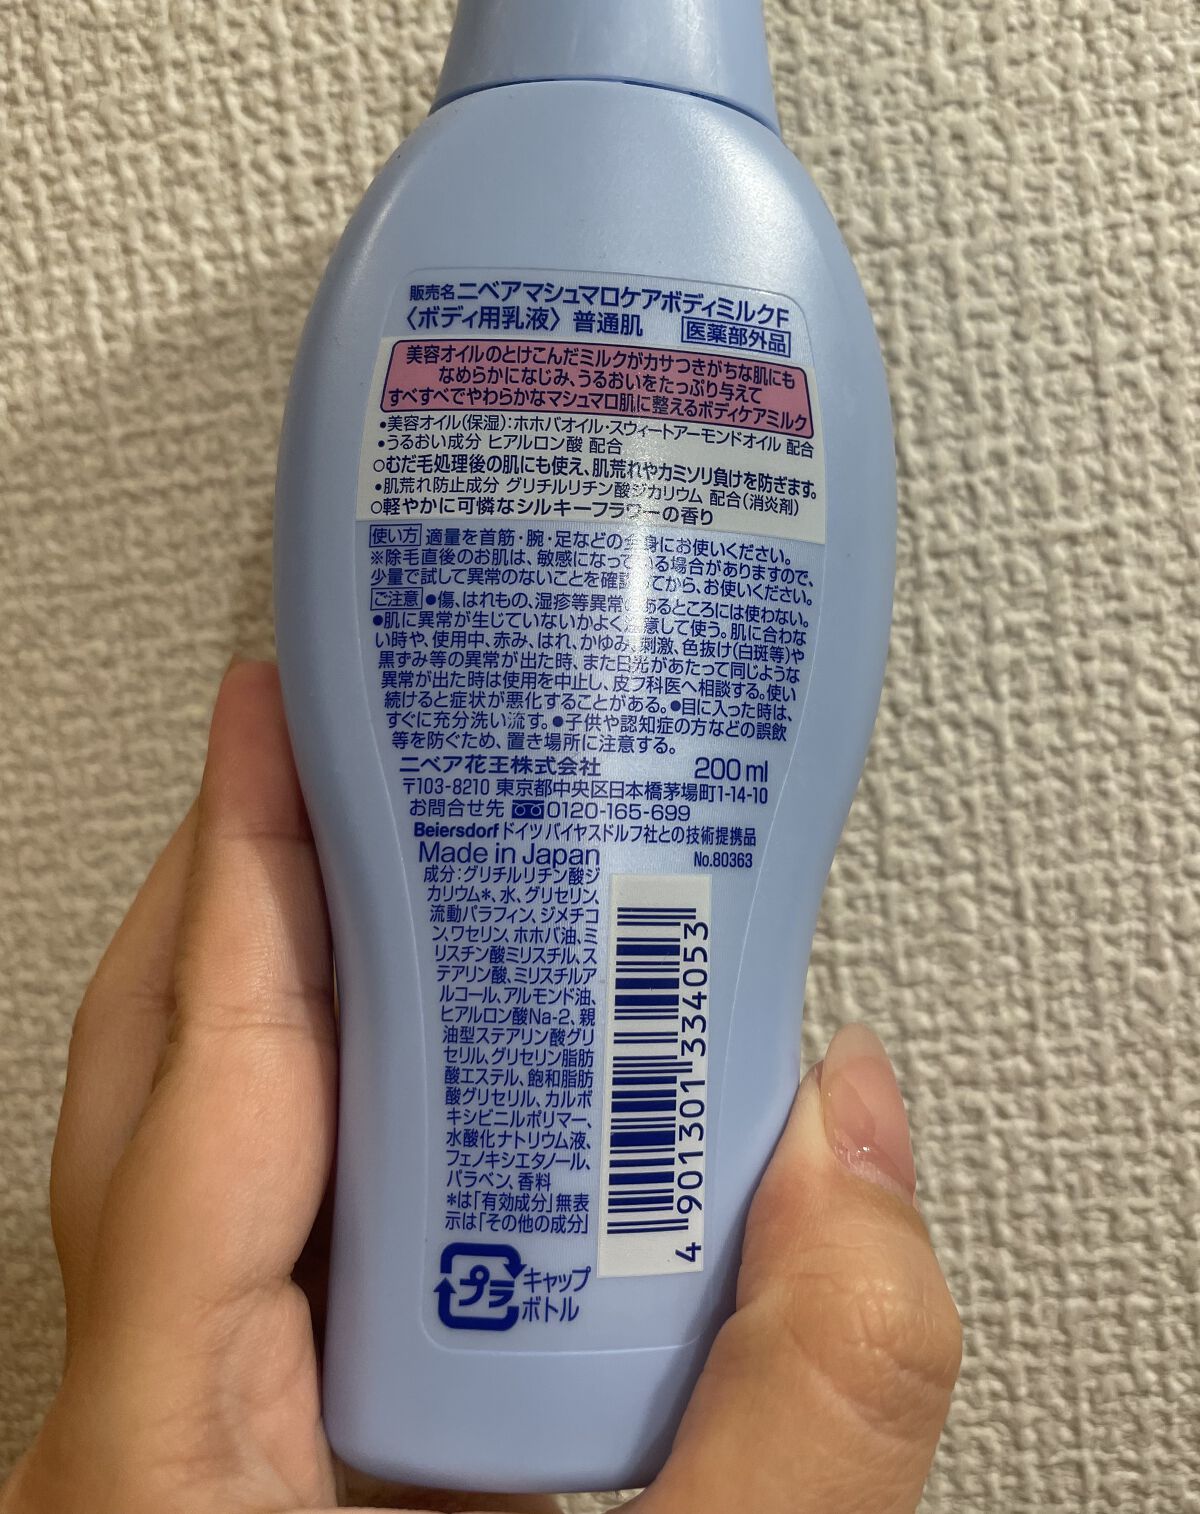 販売名ニベアマシュマロケアボディミルクF
〈ボディ用乳液〉普通肌 医薬部外品
美容オイルのとけこんだミルクがカサつきがちな肌にも
なめらかになじみ、うるおいをたっぷり与えて
すべすべでやわらかなマシュマロ肌に整えるボディケアミルク
•美容オイル(保湿):ホホバオイル・スウィートアーモンドオイル 配合
•うるおい成分 ヒアルロン酸 配合
○むだ毛処理後の肌にも使え、肌荒れやカミソリ負けを防ぎます。
•肌荒れ防止成分 グリチルリチン酸ジカリウム 配合(消炎剤)
○軽やかに可憐なシルキーフラワーの香り
使い方 適量を首筋・腕・足などの全身にお使いください。
※除毛直後のお肌は、敏感になっている場合がありますので、
少量で試して異常のないことを確認してから、お使いください。
ご注意 ●傷、はれもの、湿疹等異常のあるところには使わない。
●肌に異常が生じていないかよく注意して使う。肌に合わな
い時や、使用中、赤み、はれ、かゆみ、刺激、色抜け(白斑等)や
黒ずみ等の異常が出た時、また日光があたって同じような
異常が出た時は使用を中止し、皮フ科医へ相談する。使い
続けると症状が悪化することがある。●目に入った時は、
すぐに充分洗い流す。●子供や認知症の方などの誤飲
等を防ぐため、置き場所に注意する。
ニベア花王株式会社 200ml
〒103-8210 東京都中央区日本橋茅場町1-14-10
お問合せ先 0120-165-699
Beiersdorfドイツバイヤスドルフ社との技術提携品
Made in Japan No.80363
成分:グリチルリチン酸ジ
カリウム*、水、グリセリン、
流動パラフィン、ジメチコ
ン、ワセリン、ホホバ油、ミ
リスチン酸ミリスチル、ス
テアリン酸、ミリスチルア
ルコール、アルモンド油、
ヒアルロン酸Na-2、親
油型ステアリン酸グリ
セリル、グリセリン脂肪
酸エステル、飽和脂肪
酸グリセリル、カルボ
キシビニルポリマー、
水酸化ナトリウム液、
フェノキシエタノール、
パラベン、香料
*は「有効成分」無表
示は「その他の成分」
4 901301 334053
プラ キャップ
ボトル